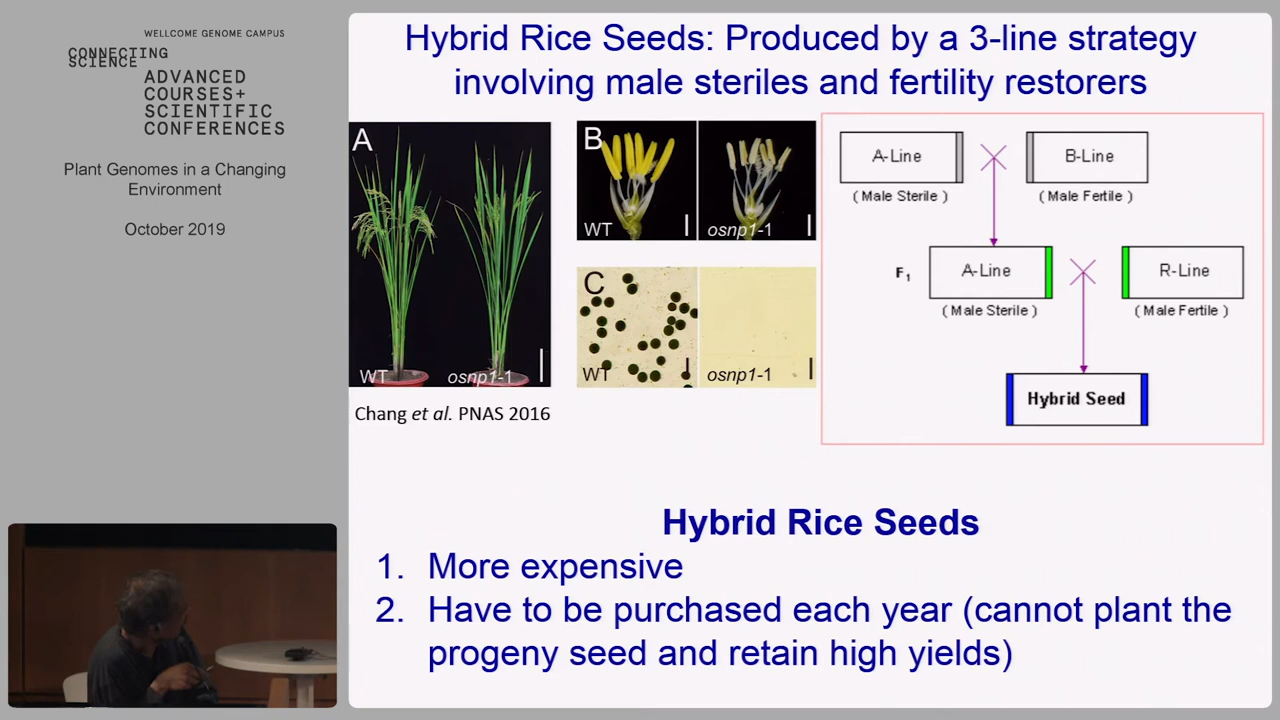 WELLCOME GENOME CAMPUS
CONNECTING
SCIENCE
ADVANCED
COURSES+
SCIENTIFIC
CONFERENCES
Plant Genomes in a Changing
Environment
October 2019
Hybrid Rice Seeds: Produced by a 3-line strategy
involving male steriles and fertility restorers
A
WT
osnp1-1
B
WT
osnp1-1
C
WT
osnp1-1
Chang et al. PNAS 2016
A-Line
B-Line
( Male Sterile )
( Male Fertile )
F1
A-Line
R-Line
( Male Sterile )
( Male Fertile )
Hybrid Seed
Hybrid Rice Seeds
1. More expensive
2. Have to be purchased each year (cannot plant the
progeny seed and retain high yields)